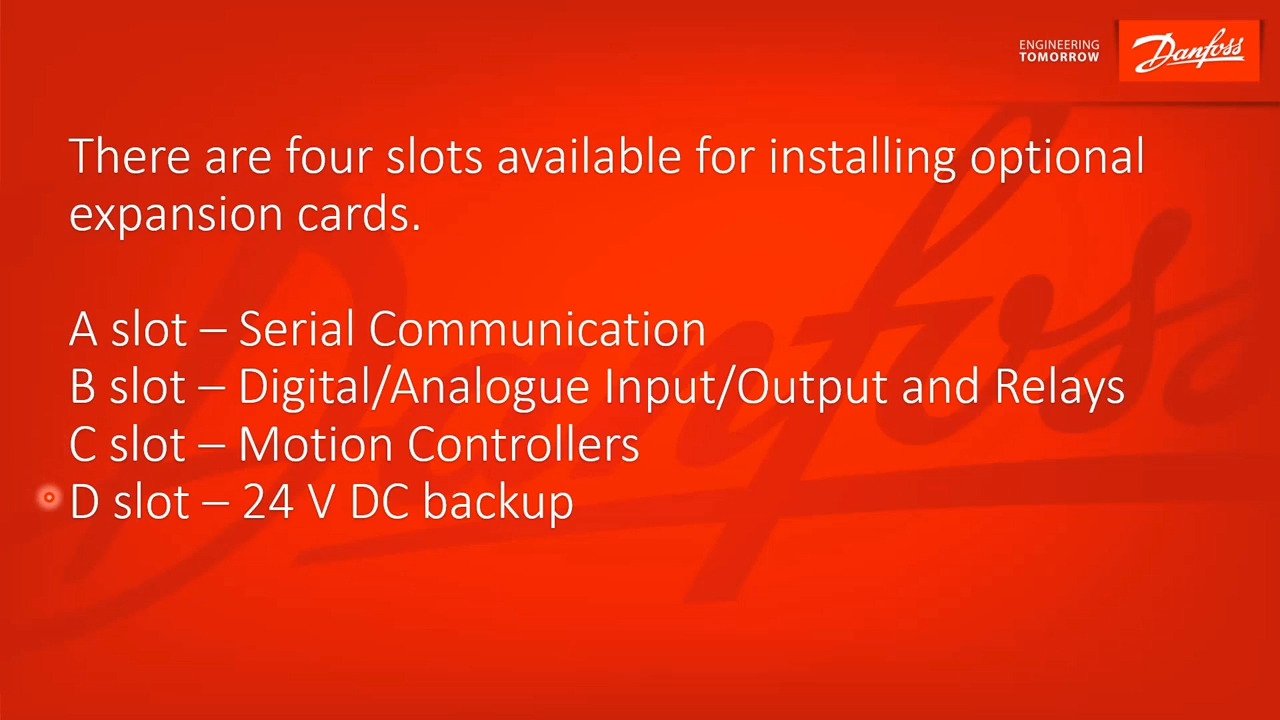 ENGINEERING
TOMORROW
Danfoss
There are four slots available for installing optional
expansion cards.
A slot – Serial Communication
B slot – Digital/Analogue Input/Output and Relays
C slot – Motion Controllers
D slot – 24 V DC backup